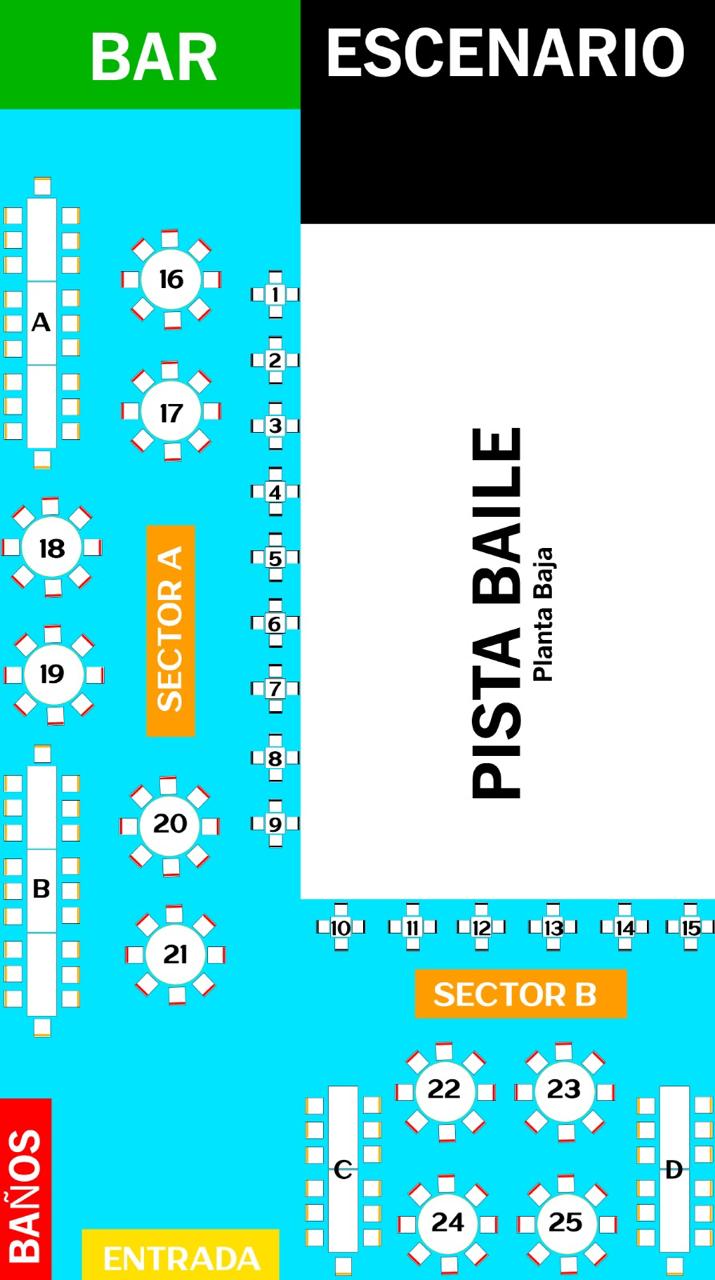 BAR
ESCENARIO
A
16
1
2
17
3
4
18
SECTOR A
5
6
19
7
8
20
9
B
21
PISTA BAILE
Planta Baja
10
11
12
13
14
15
SECTOR B
22
23
C
D
24
25
BAÑOS
ENTRADA